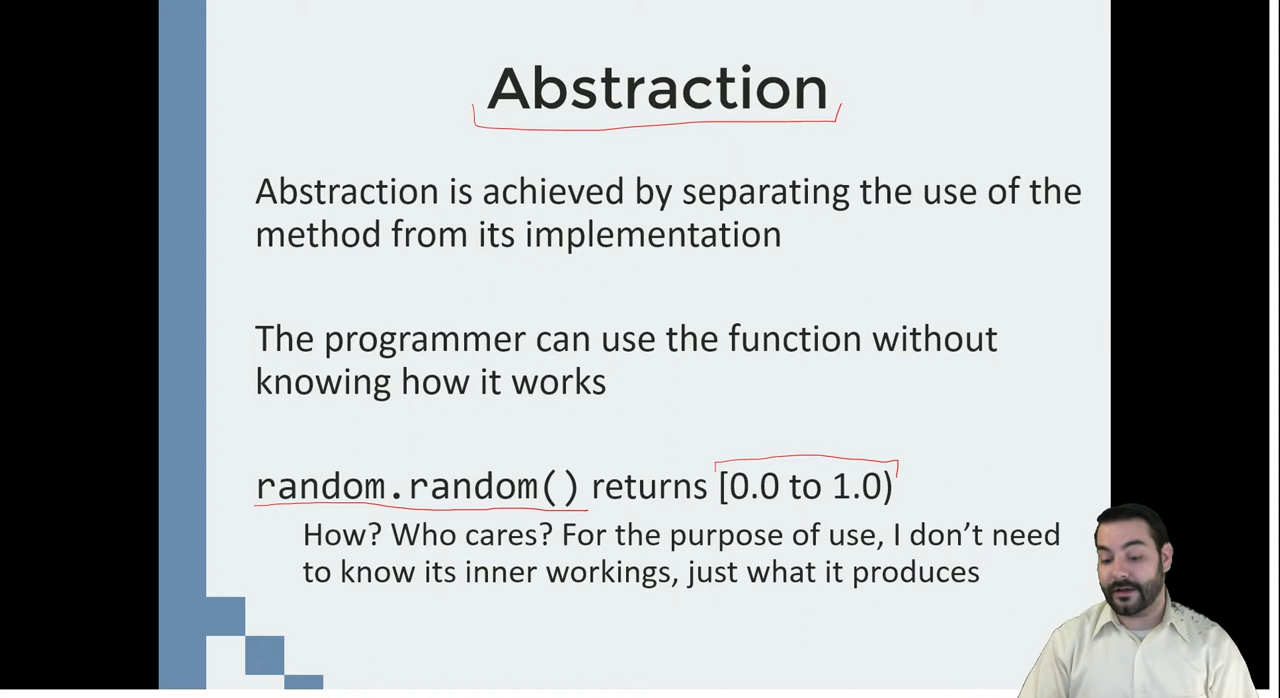 Abstraction
Abstraction is achieved by separating the use of the
method from its implementation
The programmer can use the function without
knowing how it works
random.random() returns [0.0 to 1.0)
How? Who cares? For the purpose of use, I don’t need
to know its inner workings, just what it produces